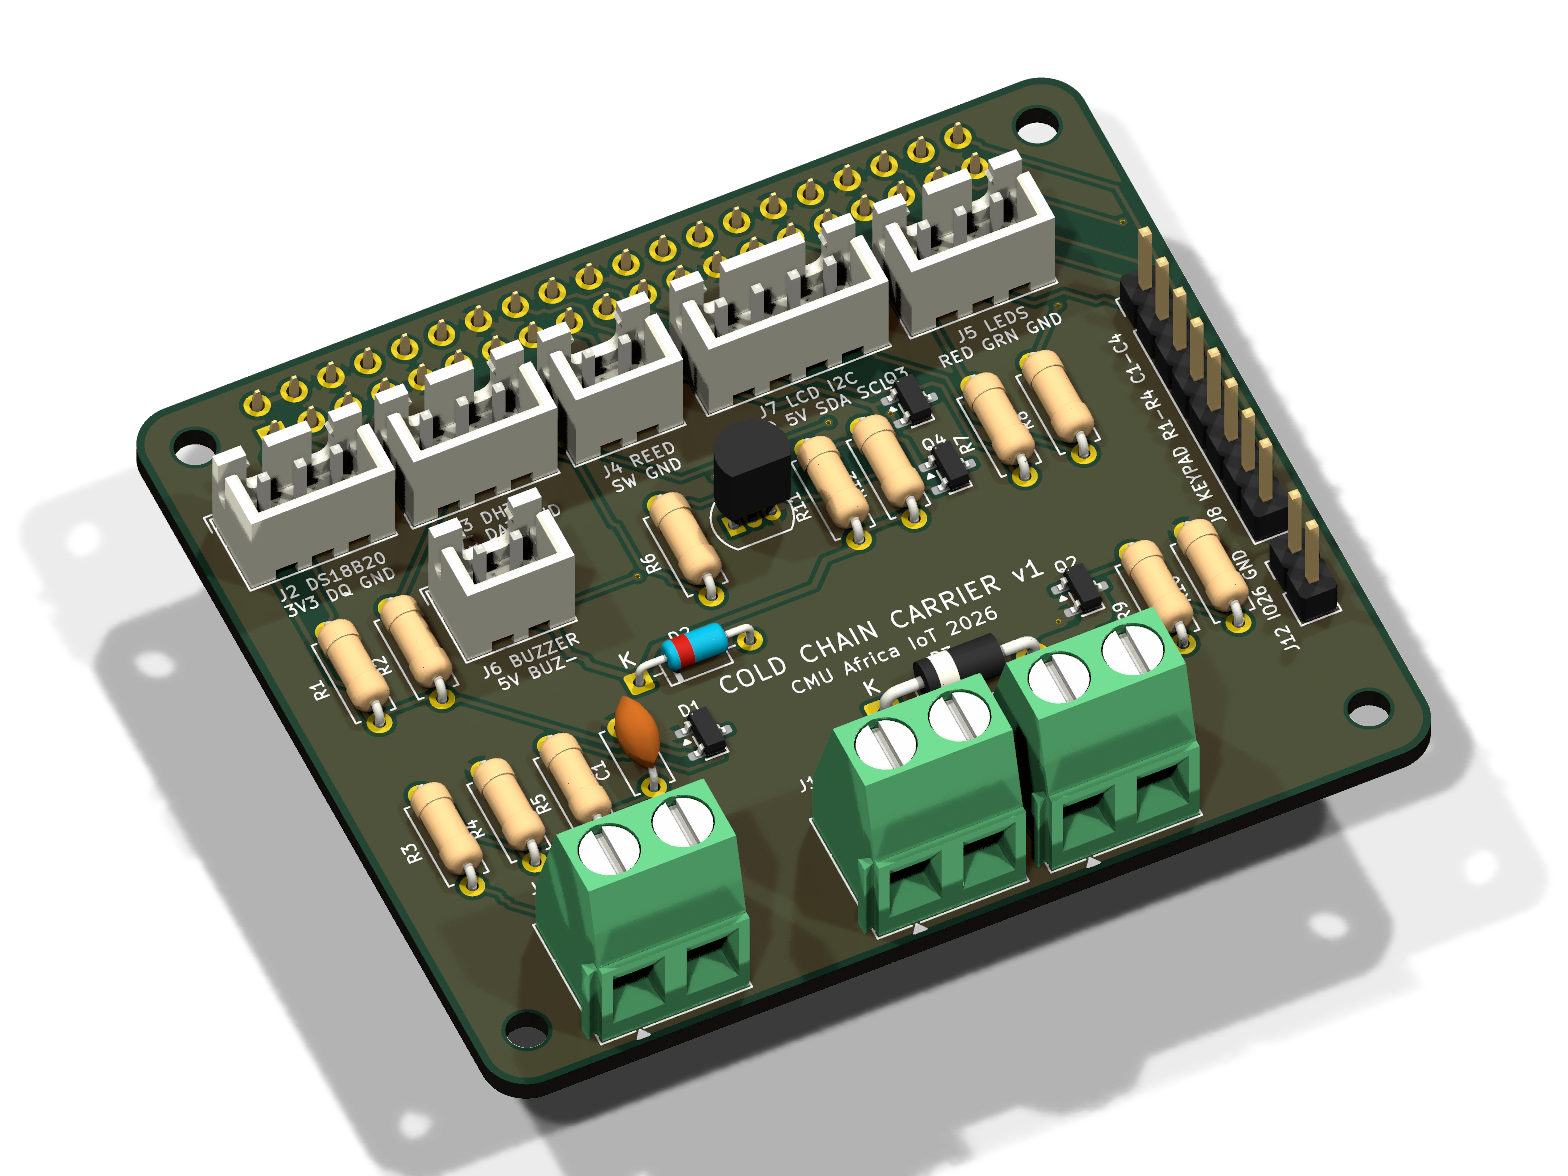 J5 LEDS
RED GRN GND
J7 LCD I2C
5V SDA SCL
Q3
J4 REED
SW GND
Q4
R7
R6
J8 KEYPAD R1-R4 C1-C4
J2 DS18B20
3V3 DQ GND
J6 BUZZER
5V BUZ-
R1
R2
K
COLD CHAIN CARRIER v1
CMU Africa IoT 2026
K
Q2
R9
J12 IO26 GND
D1
C1
R5
R4
R3